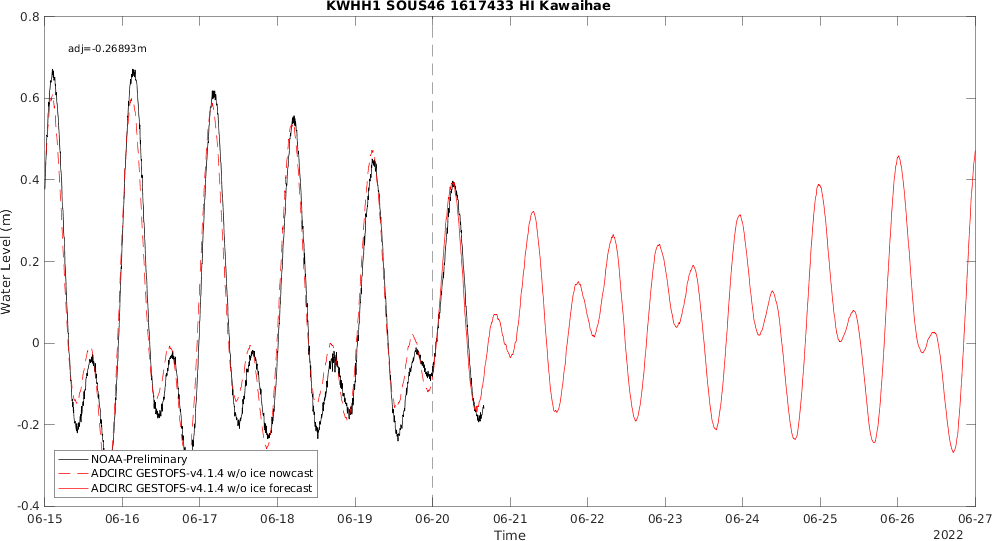 KWHH1 SOUS46 1617433 HI Kawaihae
adj=-0.26893m
Water Level (m)
0.8
0.6
0.4
0.2
0
-0.2
-0.4
NOAA-Preliminary
ADCIRC GESTOFS-v4.1.4 w/o ice nowcast
ADCIRC GESTOFS-v4.1.4 w/o ice forecast
06-15 06-16 06-17 06-18 06-19 06-20 06-21 06-22 06-23 06-24 06-25 06-26 06-27
Time
2022